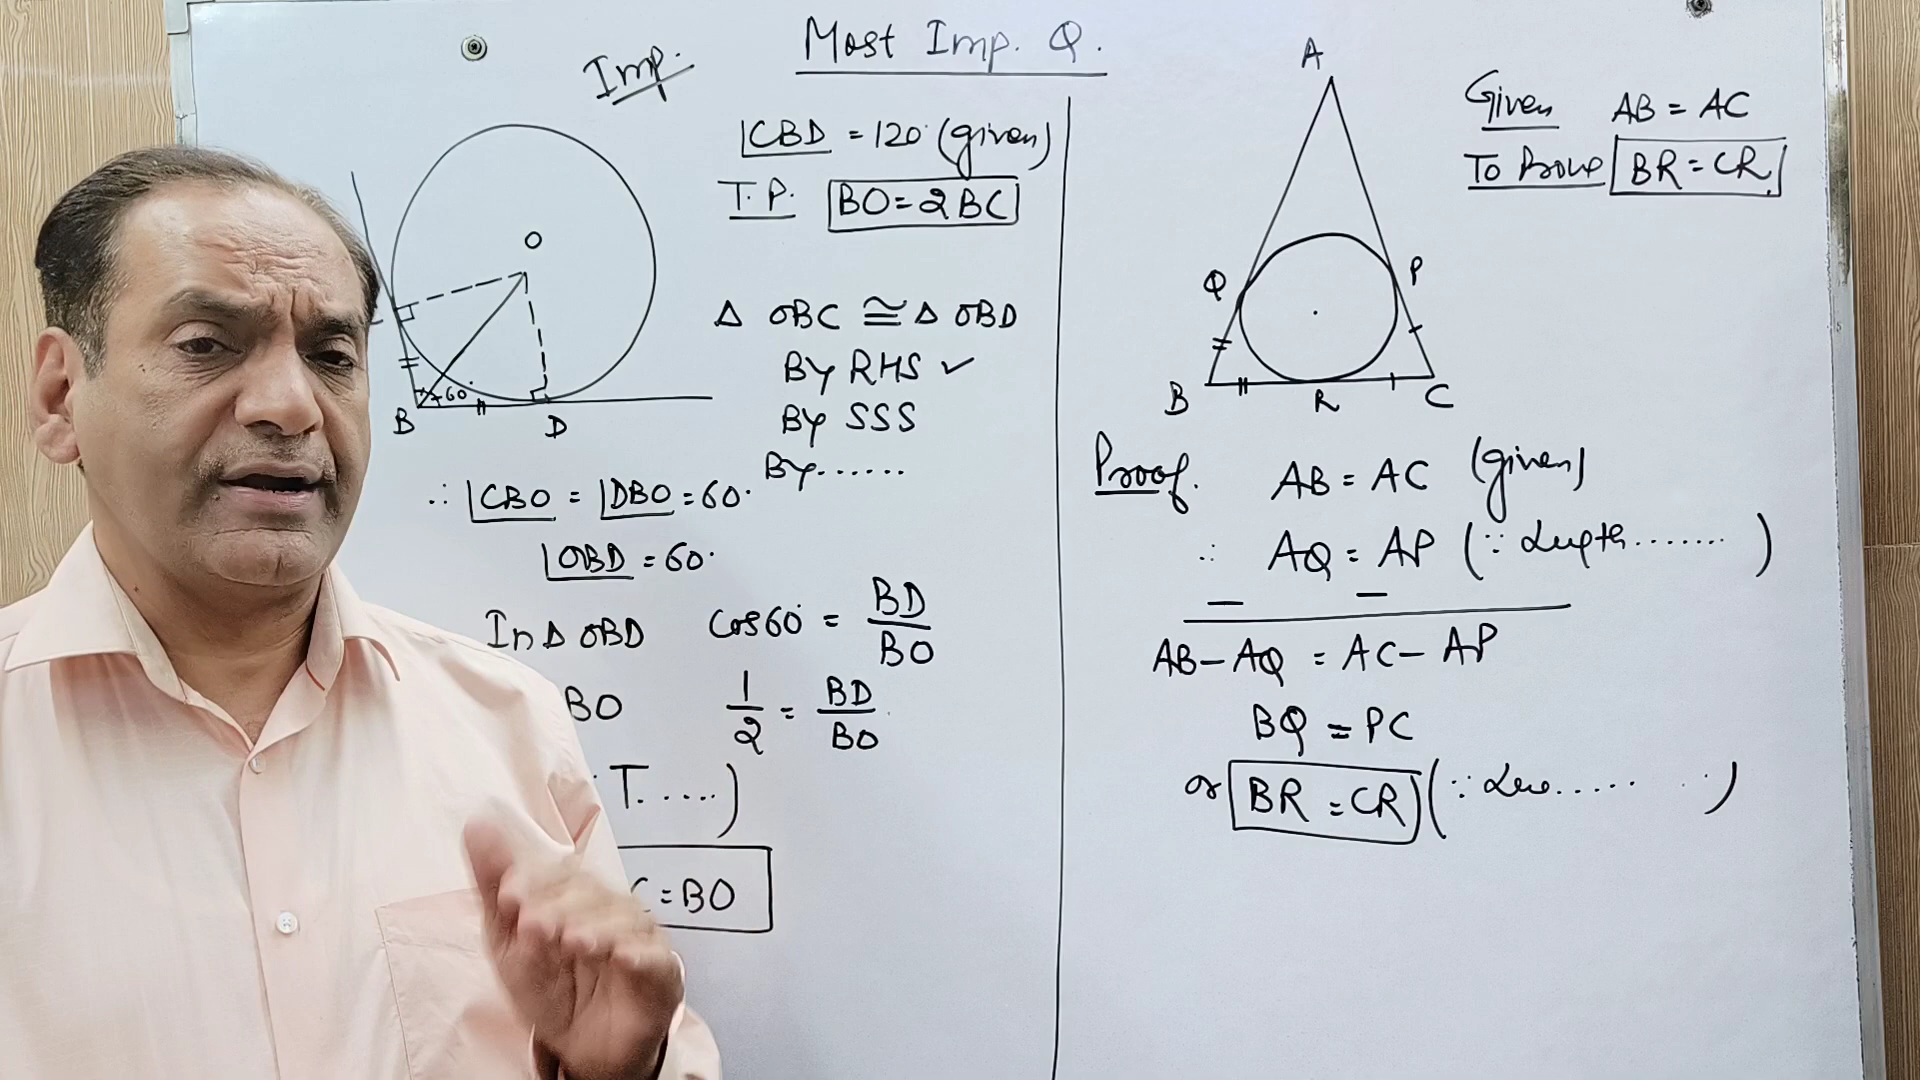 Most Imp. Q.
Imp.
∠CBD = 120° (given)
T.P. BO = 2BC
O
60°
B
D
△ OBC ≅ △ OBD
By RHS ✓
By SSS
By......
∴ ∠CBO = ∠DBO = 60°
∠OBD = 60°
In △ OBD cos60° = BD/BO
BO 1/2 = BD/BO
T.....)
C = BO
A
Q
P
B
R
C
Given AB = AC
To Prove BR = CR
Proof. AB = AC (given)
∴ AQ = AP (∵ Length.......)
AB - AQ = AC - AP
BQ = PC
or BR = CR (∵ Len..... .)